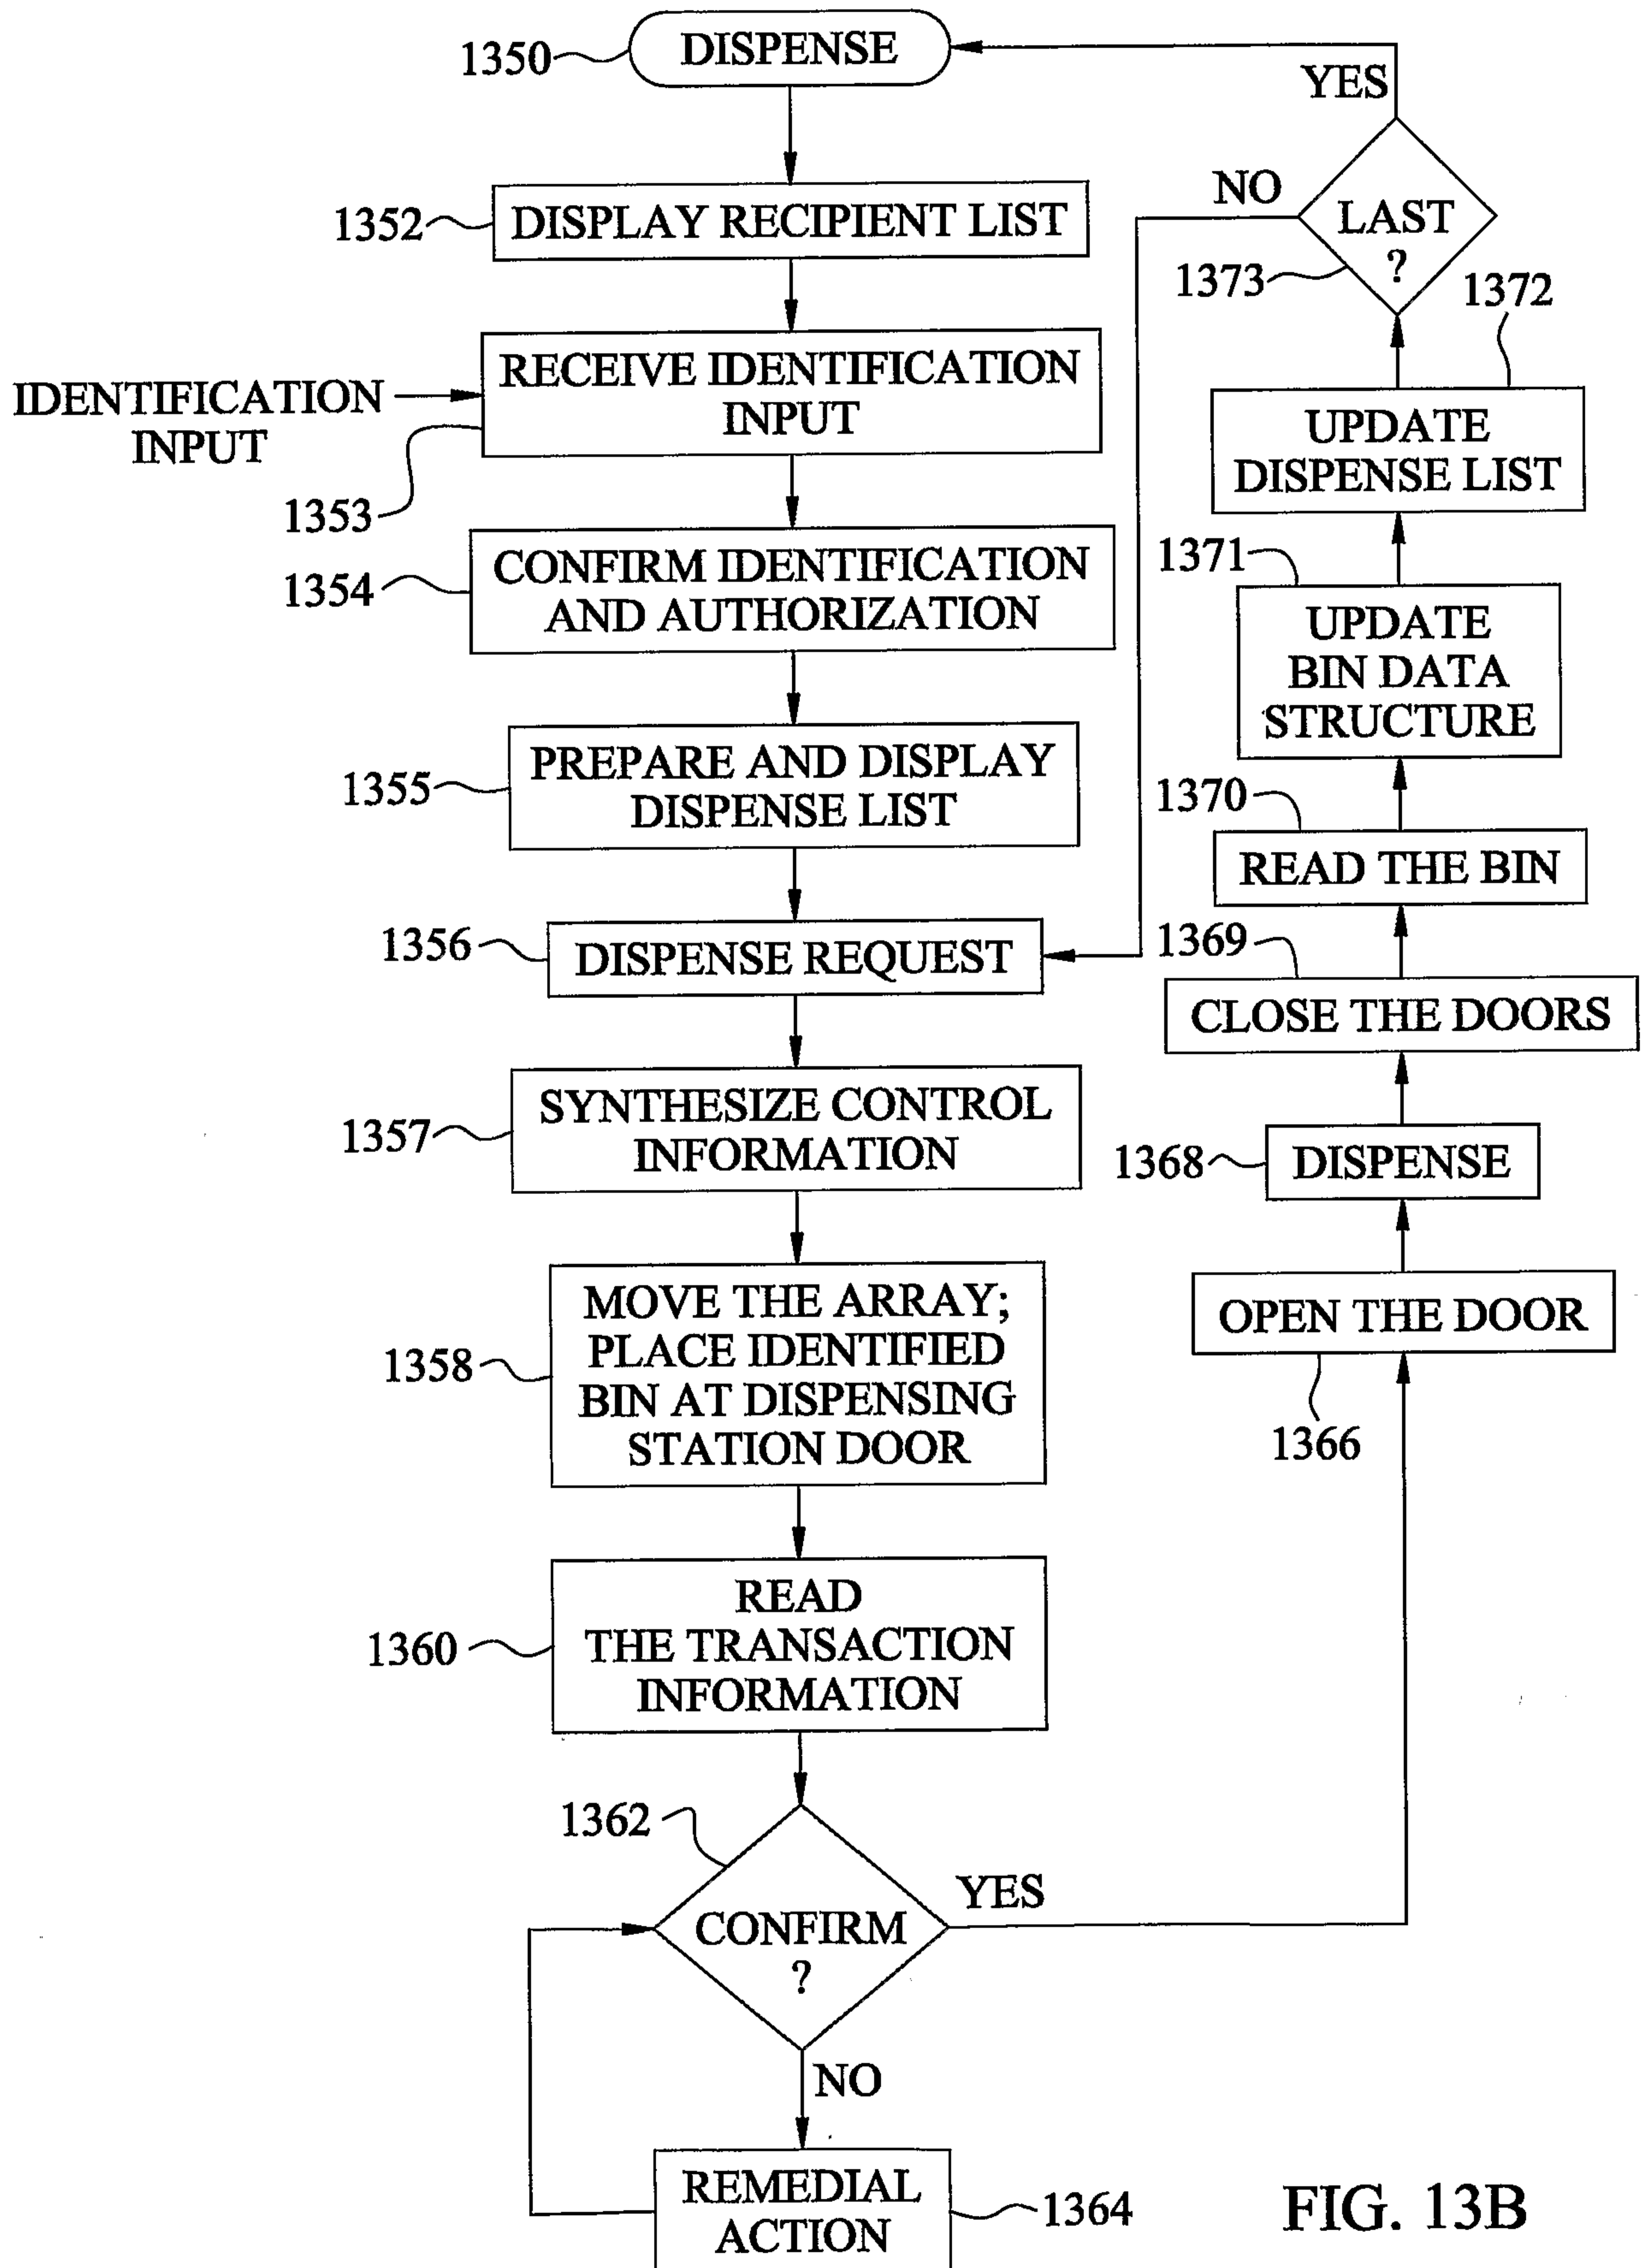 1350
DISPENSE
YES
1352
DISPLAY RECIPIENT LIST
NO
LAST
?
1373
1372
IDENTIFICATION
INPUT
RECEIVE IDENTIFICATION
INPUT
1353
UPDATE
DISPENSE LIST
1354
CONFIRM IDENTIFICATION
AND AUTHORIZATION
1371
UPDATE
BIN DATA
STRUCTURE
1355
PREPARE AND DISPLAY
DISPENSE LIST
1370
READ THE BIN
1356
DISPENSE REQUEST
1369
CLOSE THE DOORS
1357
SYNTHESIZE CONTROL
INFORMATION
1368
DISPENSE
1358
MOVE THE ARRAY;
PLACE IDENTIFIED
BIN AT DISPENSING
STATION DOOR
OPEN THE DOOR
1366
1360
READ
THE TRANSACTION
INFORMATION
1362
CONFIRM
?
YES
NO
REMEDIAL
ACTION
1364
FIG. 13B